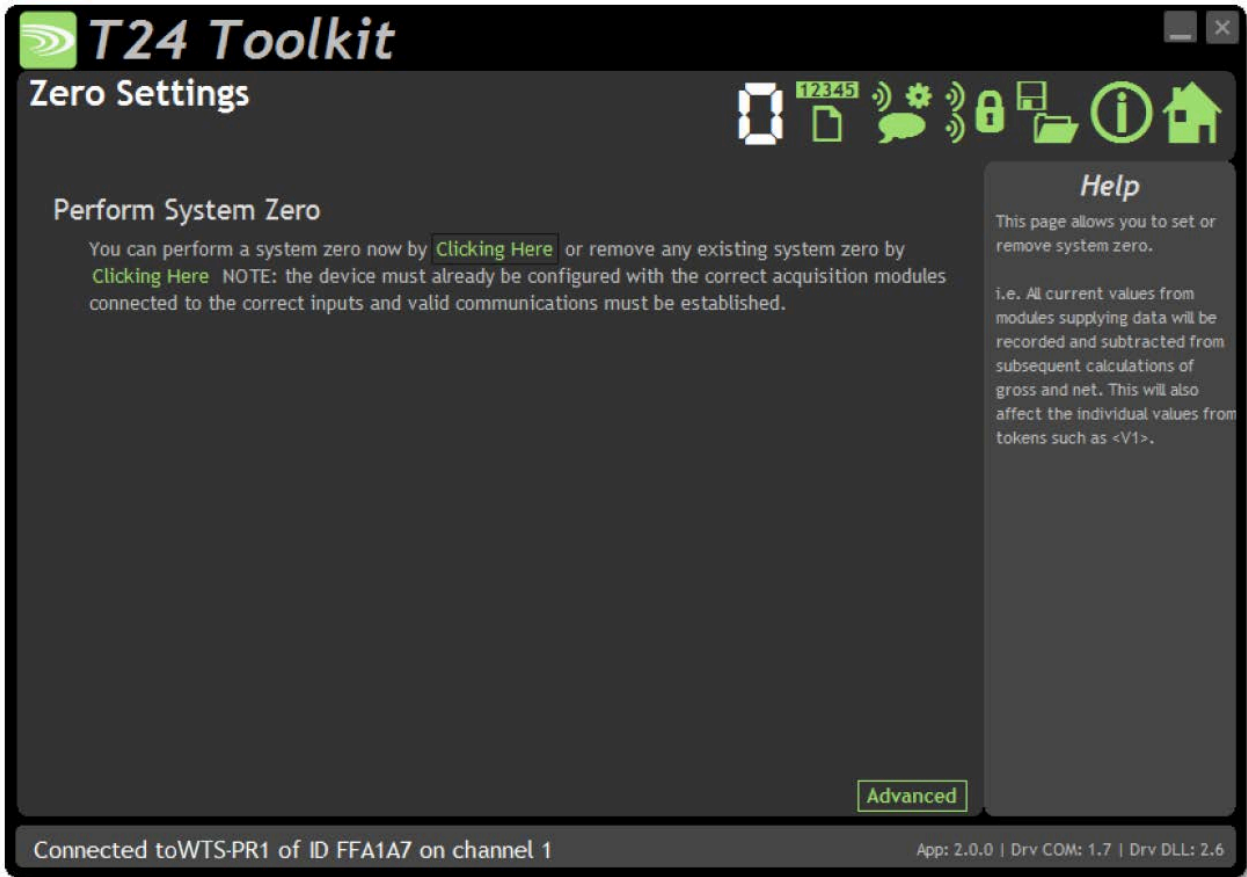 T24 Toolkit
Zero Settings
0
12345
Perform System Zero
You can perform a system zero now by Clicking Here or remove any existing system zero by
Clicking Here NOTE: the device must already be configured with the correct acquisition modules
connected to the correct inputs and valid communications must be established.
Advanced
Help
This page allows you to set or
remove system zero.
i.e. All current values from
modules supplying data will be
recorded and subtracted from
subsequent calculations of
gross and net. This will also
affect the individual values from
tokens such as <V1>.
Connected toWTS-PR1 of ID FFA1A7 on channel 1
App: 2.0.0 | Drv COM: 1.7 | Drv DLL: 2.6